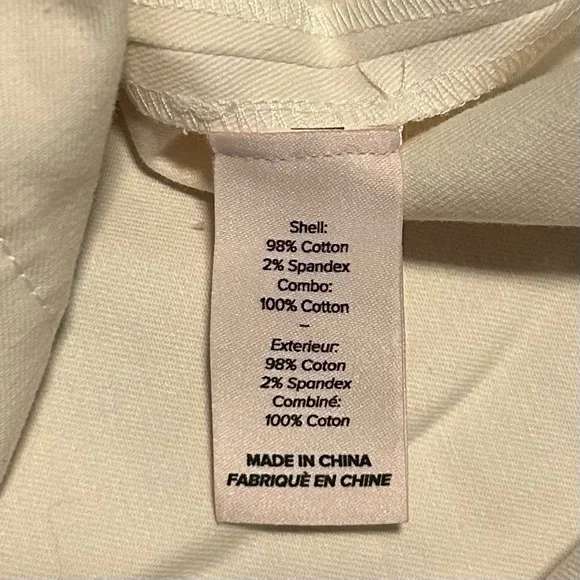 Shell:
98% Cotton
2% Spandex
Combo:
100% Cotton
–
Exterieur:
98% Coton
2% Spandex
Combiné:
100% Coton
MADE IN CHINA
FABRIQUÈ EN CHINE